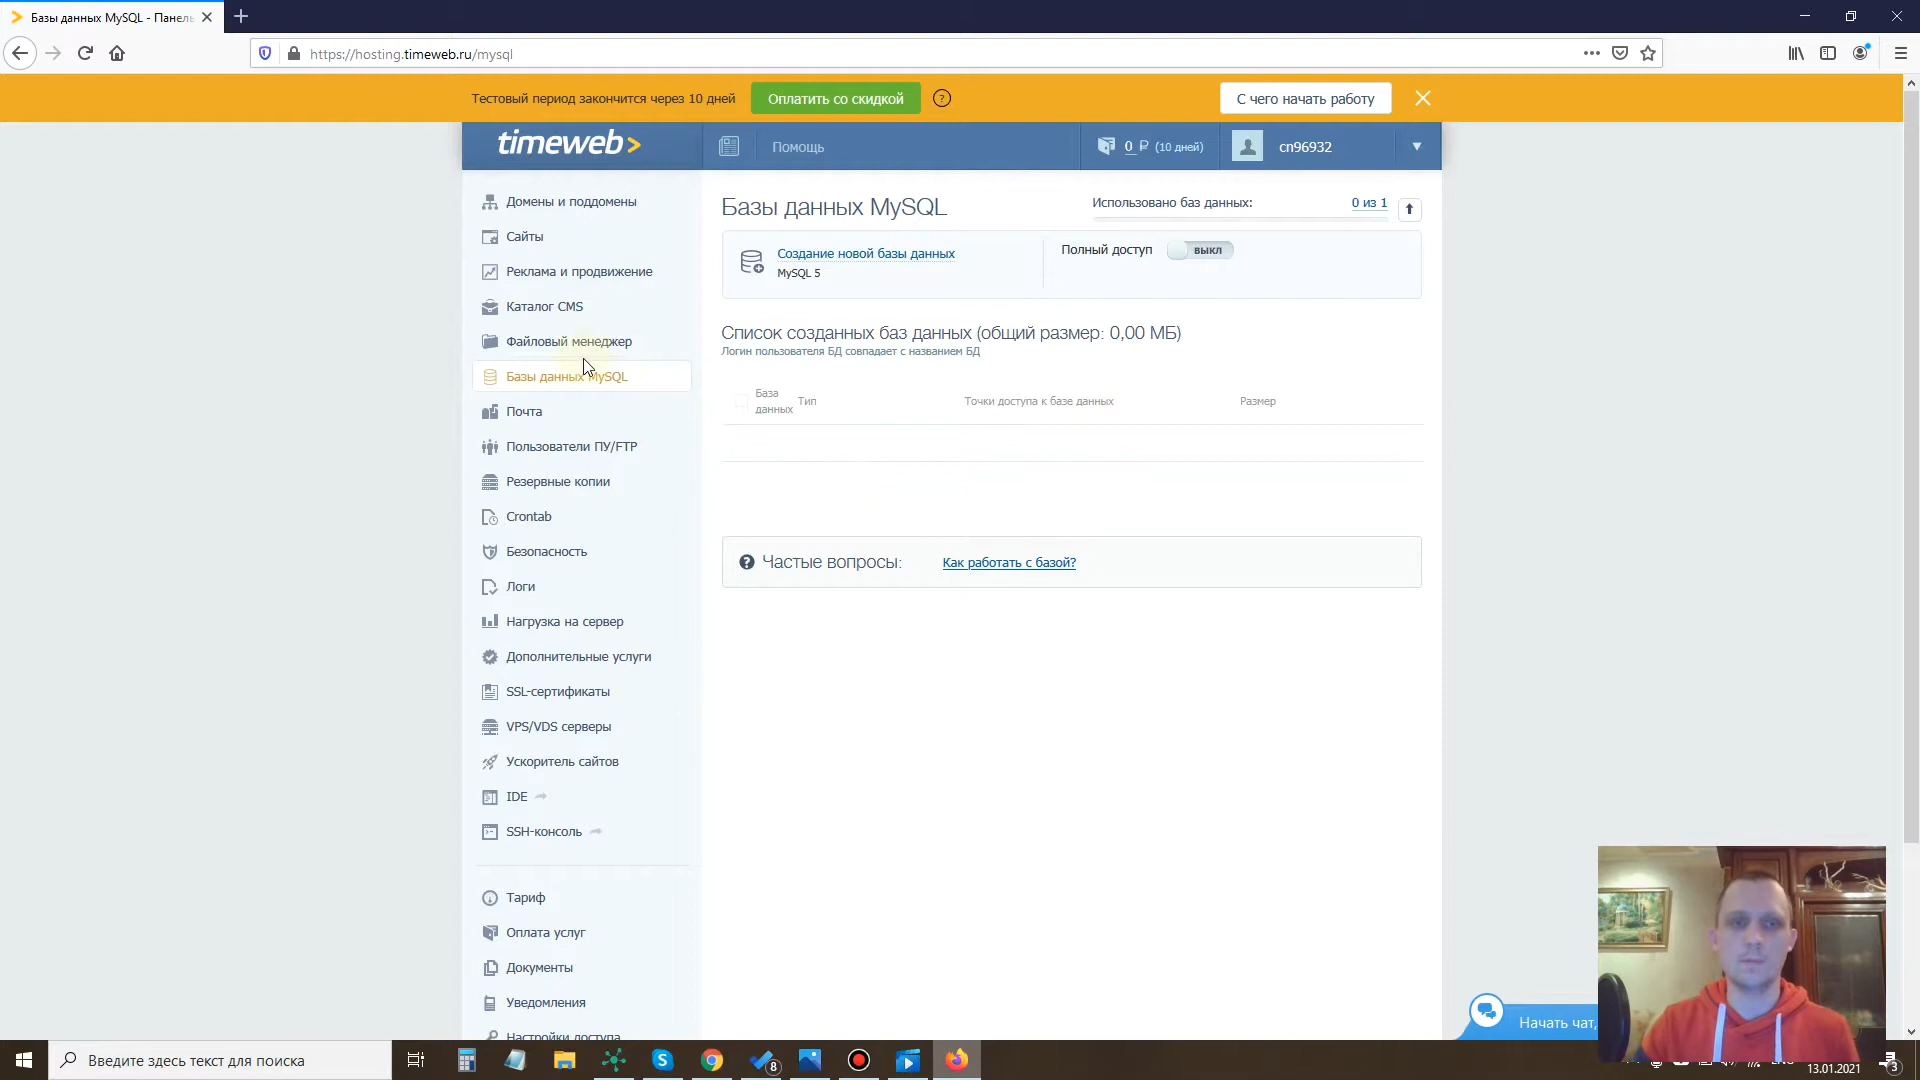 Базы данных MySQL - Панель
https://hosting.timeweb.ru/mysql
Тестовый период закончится через 10 дней
Оплатить со скидкой
?
С чего начать работу
timeweb>
Помощь
0 ₽ (10 дней)
cn96932
Домены и поддомены
Сайты
Реклама и продвижение
Каталог CMS
Файловый менеджер
Базы данных MySQL
Почта
Пользователи ПУ/FTP
Резервные копии
Crontab
Безопасность
Логи
Нагрузка на сервер
Дополнительные услуги
SSL-сертификаты
VPS/VDS серверы
Ускоритель сайтов
IDE
SSH-консоль
Тариф
Оплата услуг
Документы
Уведомления
Настройки доступа
Базы данных MySQL
Использовано баз данных:
0 из 1
Создание новой базы данных
MySQL 5
Полный доступ
ВЫКЛ
Список созданных баз данных (общий размер: 0,00 МБ)
Логин пользователя БД совпадает с названием БД
База
данных
Тип
Точки доступа к базе данных
Размер
Частые вопросы:
Как работать с базой?
Начать чат,
Введите здесь текст для поиска
8
13.01.2021
3